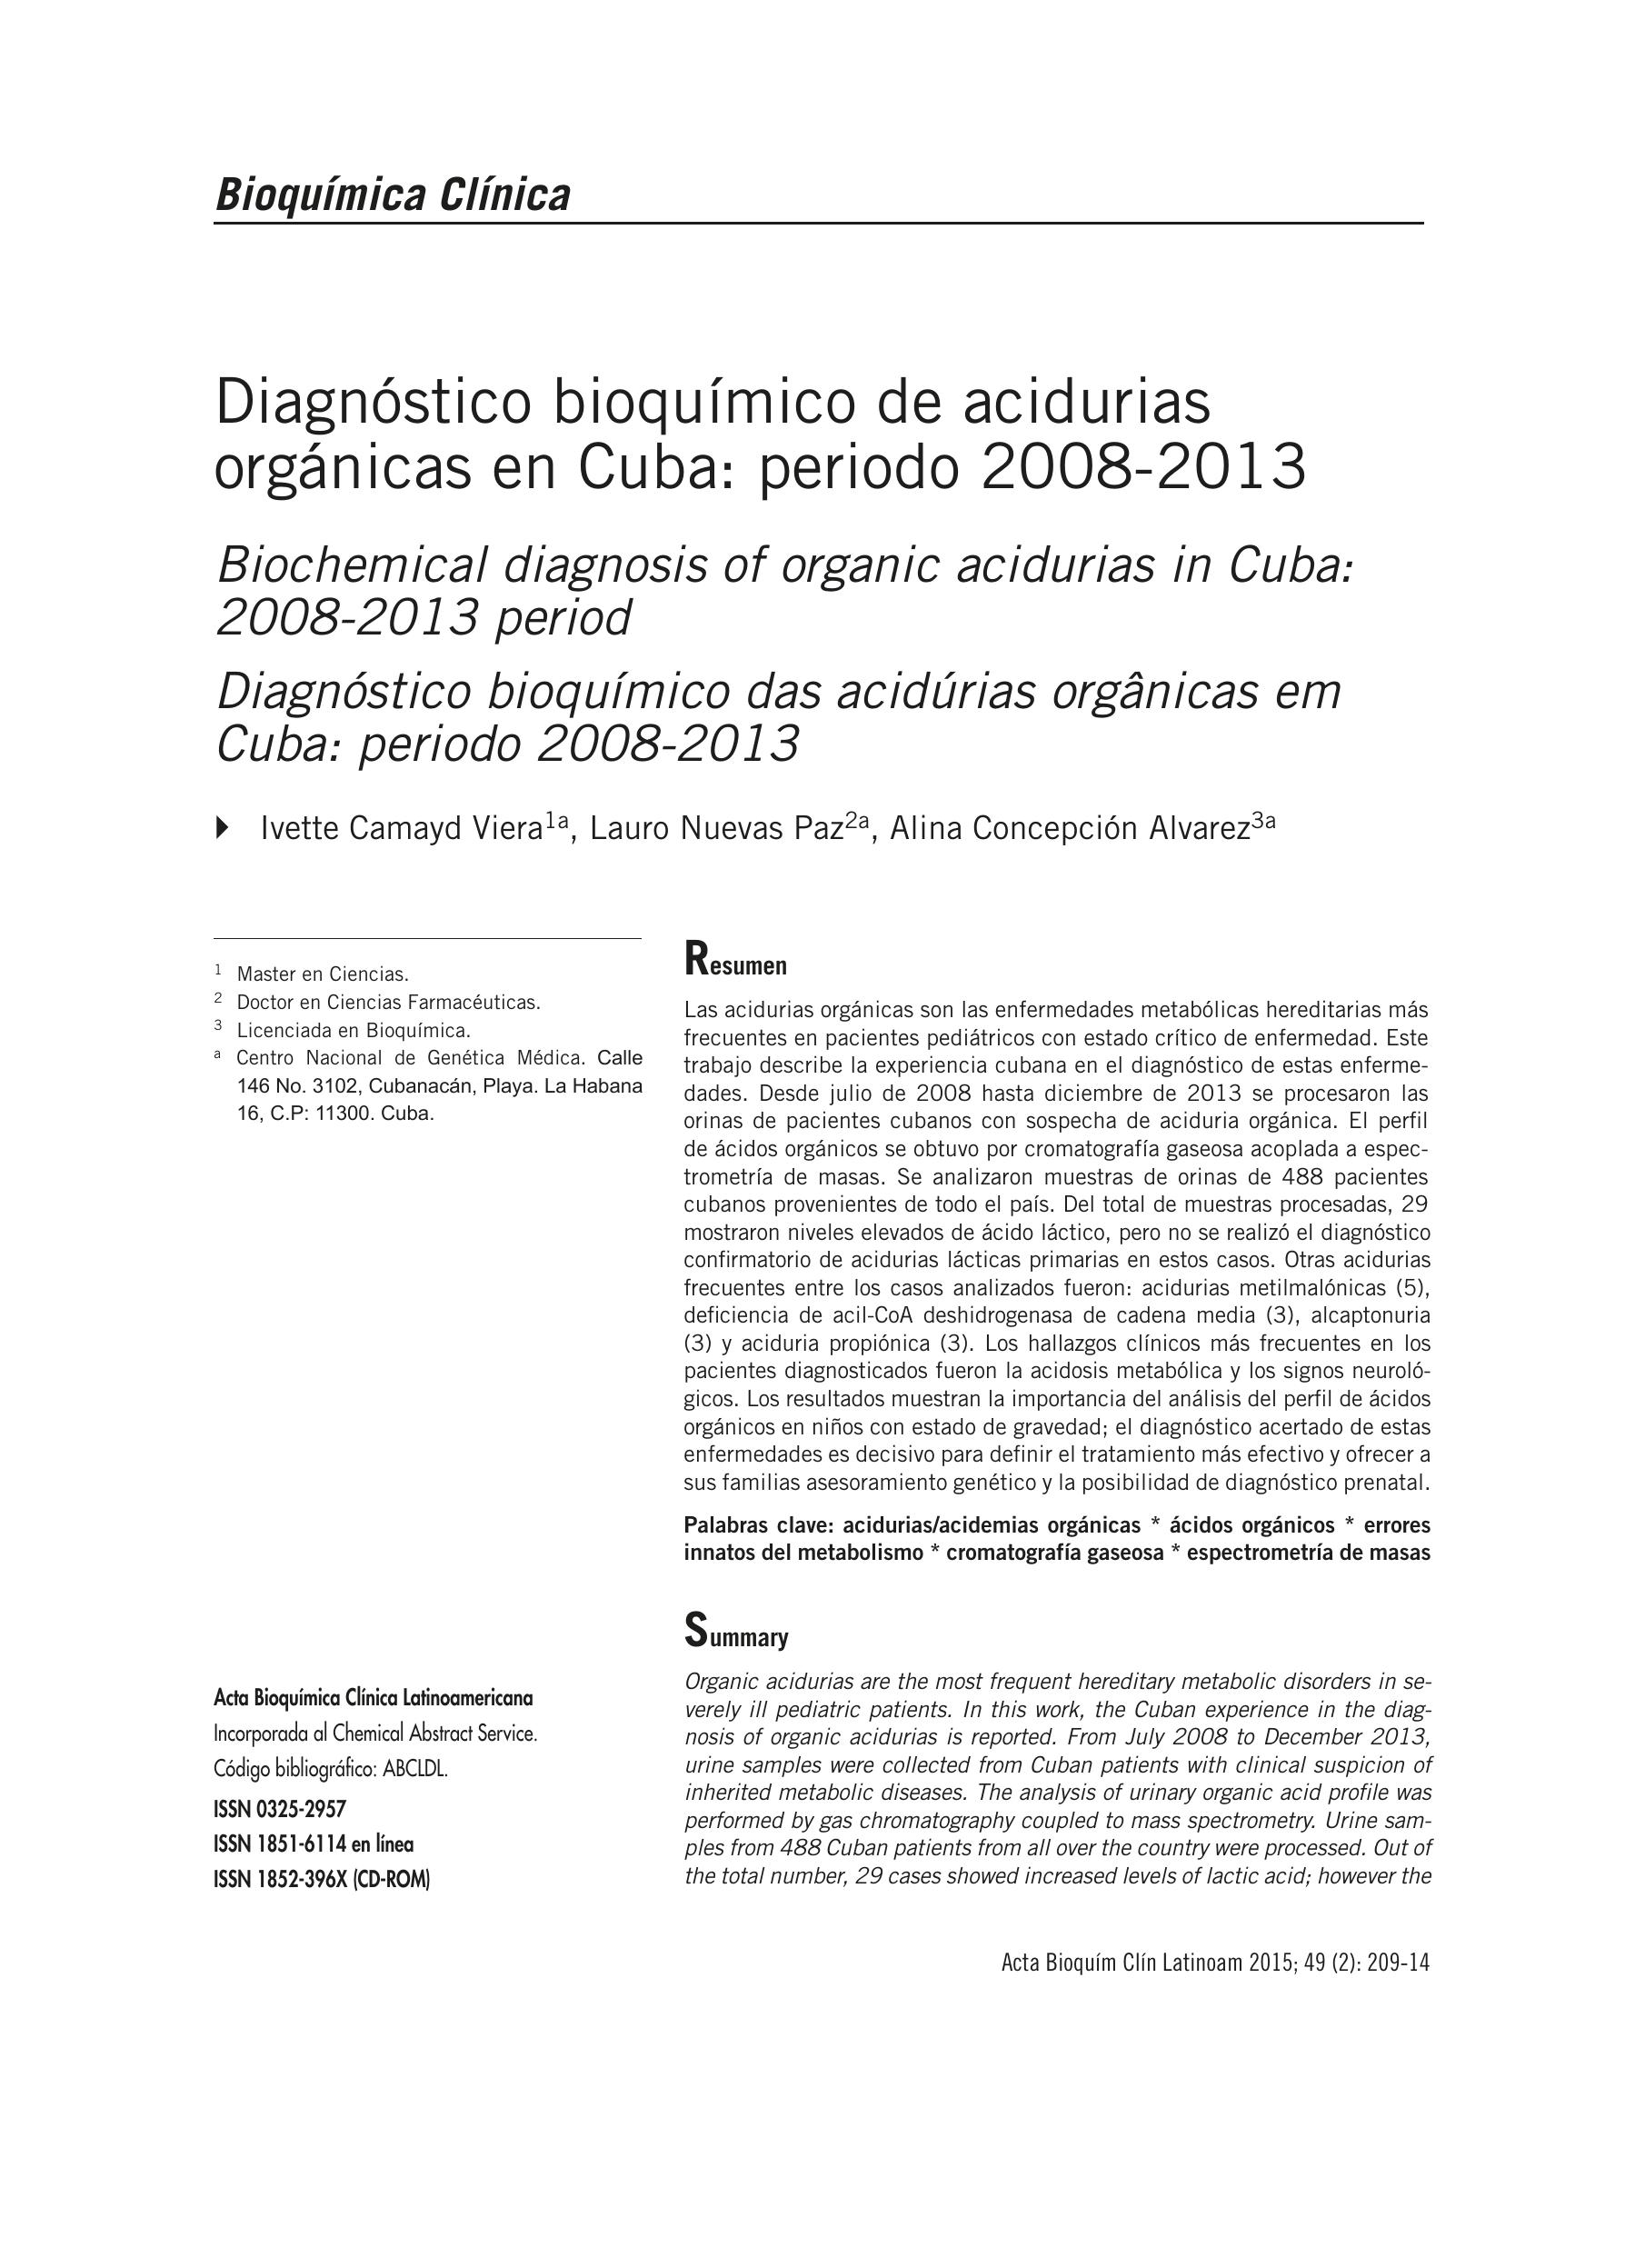 Bioquímica Clínica
Diagnóstico bioquímico de acidurias
orgánicas en Cuba: periodo 2008-2013
Biochemical diagnosis of organic acidurias in Cuba:
2008-2013 period
Diagnóstico bioquímico das acidúrias orgânicas em
Cuba: periodo 2008-2013
Ivette Camayd Viera1a, Lauro Nuevas Paz2a, Alina Concepción Alvarez3a
1 Master en Ciencias.
2 Doctor en Ciencias Farmacéuticas.
3 Licenciada en Bioquímica.
a Centro Nacional de Genética Médica. Calle
146 No. 3102, Cubanacán, Playa. La Habana
16, C.P: 11300. Cuba.
Resumen
Las acidurias orgánicas son las enfermedades metabólicas hereditarias más
frecuentes en pacientes pediátricos con estado crítico de enfermedad. Este
trabajo describe la experiencia cubana en el diagnóstico de estas enferme-
dades. Desde julio de 2008 hasta diciembre de 2013 se procesaron las
orinas de pacientes cubanos con sospecha de aciduria orgánica. El perfil
de ácidos orgánicos se obtuvo por cromatografía gaseosa acoplada a espec-
trometría de masas. Se analizaron muestras de orinas de 488 pacientes
cubanos provenientes de todo el país. Del total de muestras procesadas, 29
mostraron niveles elevados de ácido láctico, pero no se realizó el diagnóstico
confirmatorio de acidurias lácticas primarias en estos casos. Otras acidurias
frecuentes entre los casos analizados fueron: acidurias metilmalónicas (5),
deficiencia de acil-CoA deshidrogenasa de cadena media (3), alcaptonuria
(3) y aciduria propiónica (3). Los hallazgos clínicos más frecuentes en los
pacientes diagnosticados fueron la acidosis metabólica y los signos neuroló-
gicos. Los resultados muestran la importancia del análisis del perfil de ácidos
orgánicos en niños con estado de gravedad; el diagnóstico acertado de estas
enfermedades es decisivo para definir el tratamiento más efectivo y ofrecer a
sus familias asesoramiento genético y la posibilidad de diagnóstico prenatal.
Palabras clave: acidurias/acidemias orgánicas * ácidos orgánicos * errores
innatos del metabolismo * cromatografía gaseosa * espectrometría de masas
Summary
Organic acidurias are the most frequent hereditary metabolic disorders in se-
verely ill pediatric patients. In this work, the Cuban experience in the diag-
nosis of organic acidurias is reported. From July 2008 to December 2013,
urine samples were collected from Cuban patients with clinical suspicion of
inherited metabolic diseases. The analysis of urinary organic acid profile was
performed by gas chromatography coupled to mass spectrometry. Urine sam-
ples from 488 Cuban patients from all over the country were processed. Out of
the total number, 29 cases showed increased levels of lactic acid; however the
Acta Bioquímica Clínica Latinoamericana
Incorporada al Chemical Abstract Service.
Código bibliográfico: ABCLDL.
ISSN 0325-2957
ISSN 1851-6114 en línea
ISSN 1852-396X (CD-ROM)
Acta Bioquím Clín Latinoam 2015; 49 (2): 209-14